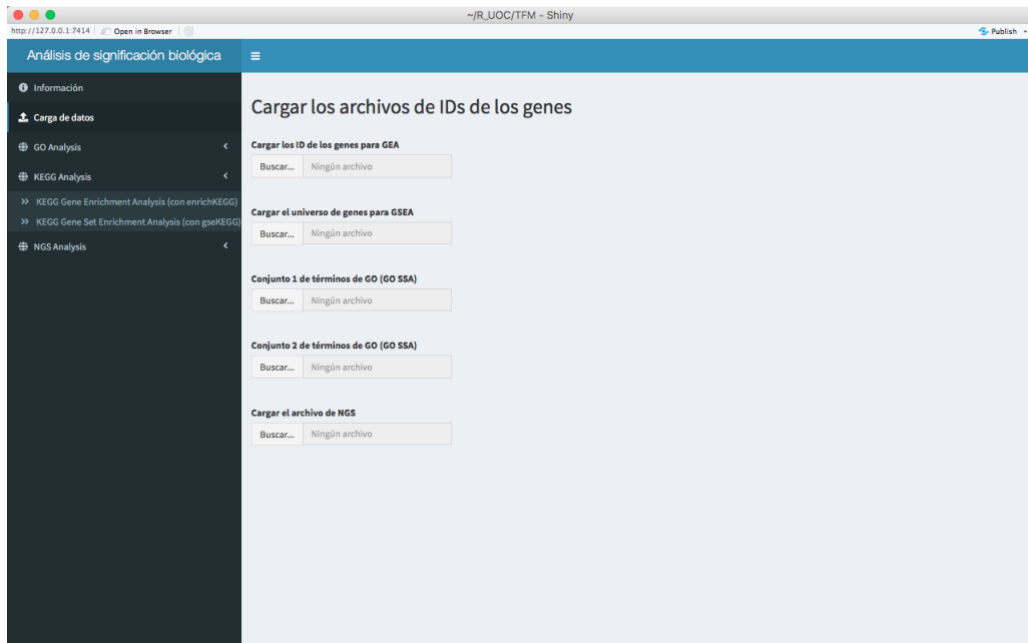 ~/R_UOC/TFM - Shiny
http://127.0.0.1:7414 Open in Browser Publish
Análisis de significación biológica
Información
Carga de datos
GO Analysis
KEGG Analysis
KEGG Gene Enrichment Analysis (con enrichKEGG)
KEGG Gene Set Enrichment Analysis (con gseKEGG)
NGS Analysis
Cargar los archivos de IDs de los genes
Cargar los ID de los genes para GEA
Buscar... Ningún archivo
Cargar el universo de genes para GSEA
Buscar... Ningún archivo
Conjunto 1 de términos de GO (GO SSA)
Buscar... Ningún archivo
Conjunto 2 de términos de GO (GO SSA)
Buscar... Ningún archivo
Cargar el archivo de NGS
Buscar... Ningún archivo